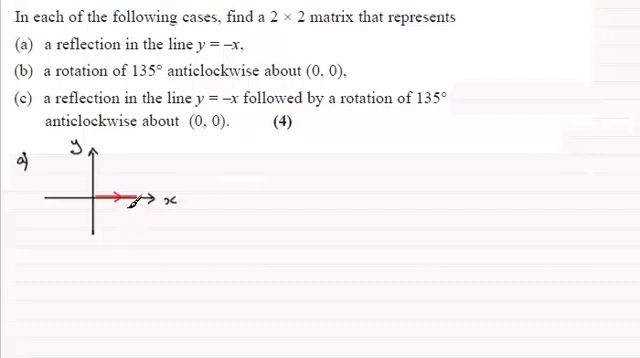 In each of the following cases, find a 2 × 2 matrix that represents
(a) a reflection in the line y = –x,
(b) a rotation of 135° anticlockwise about (0, 0),
(c) a reflection in the line y = –x followed by a rotation of 135°
anticlockwise about (0, 0). (4)
a)
y
x